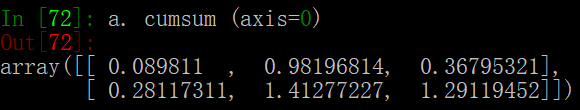 In [72]: a. cumsum (axis=0)
Out[72]:
array([[ 0.089811  ,  0.98196814,  0.36795321],
       [ 0.28117311,  1.41277227,  1.29119452]])